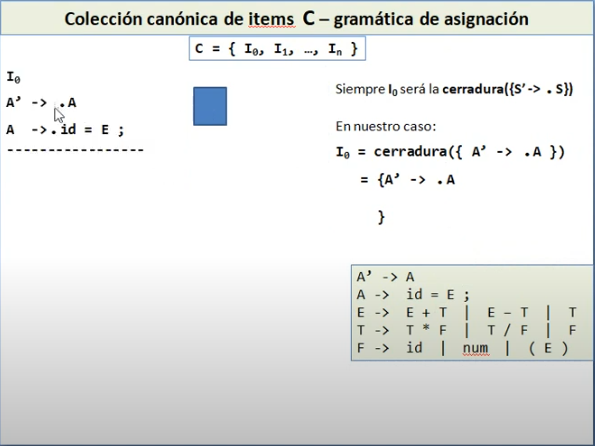 Colección canónica de items C – gramática de asignación
C = { I₀, I₁, …, Iₙ }
I₀
A’ -> .A
A ->.id = E ;
-----------------
Siempre I₀ será la cerradura({S’-> . S})
En nuestro caso:
I₀ = cerradura({ A’ -> .A })
= {A’ -> .A
}
A’ -> A
A -> id = E ;
E -> E + T | E – T | T
T -> T * F | T / F | F
F -> id | num | ( E )